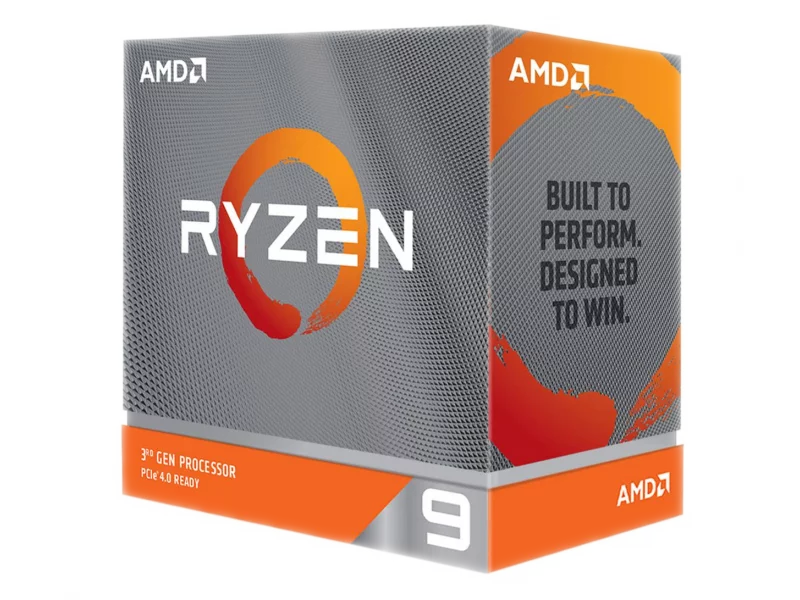 AMD
RYZEN
3RD GEN PROCESSOR
PCIe® 4.0 READY
9
AMD
BUILT TO
PERFORM.
DESIGNED
TO WIN.
AMD